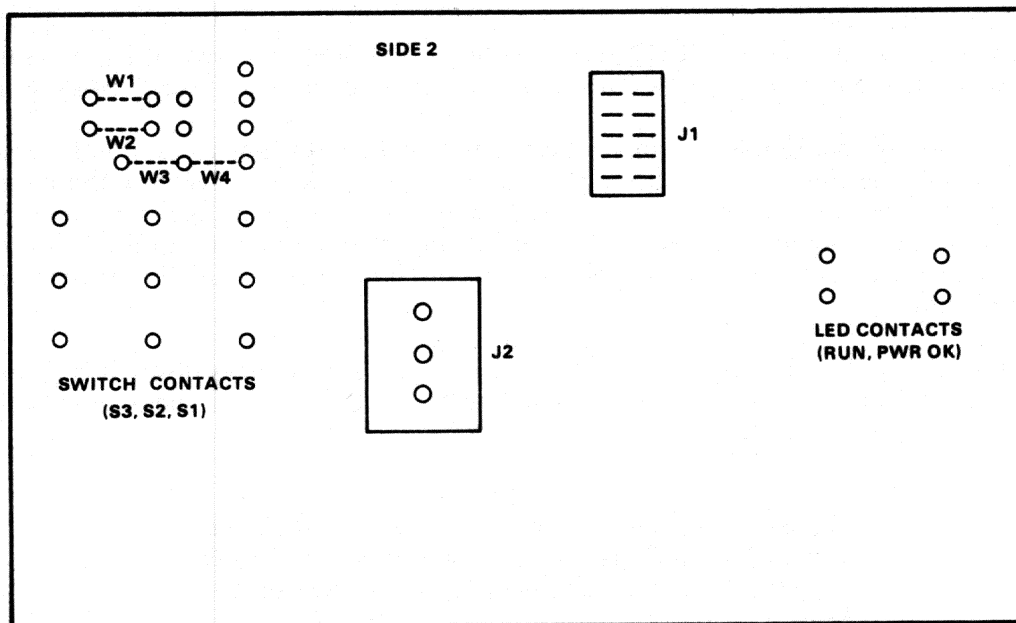 SIDE 2
W1
W2
W3 W4
J1
J2
LED CONTACTS
(RUN, PWR OK)
SWITCH CONTACTS
(S3, S2, S1)